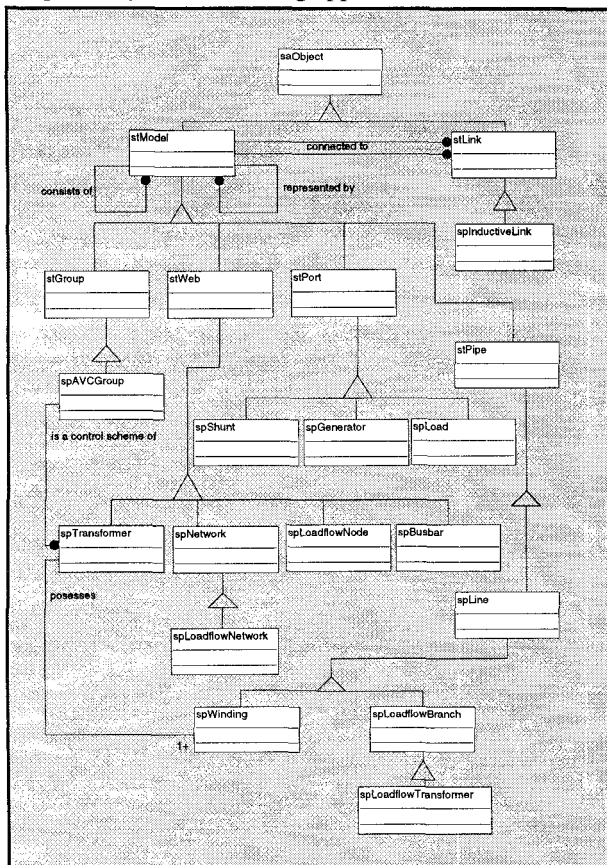 saObject
stModel
stLink
connected to
consists of
represented by
spInductiveLink
stGroup
stWeb
stPort
stPipe
spAVCGroup
is a control scheme of
spShunt
spGenerator
spLoad
spTransformer
spNetwork
spLoadflowNode
spBusbar
posesses
spLine
spLoadflowNetwork
spWinding
spLoadflowBranch
1+
spLoadflowTransformer